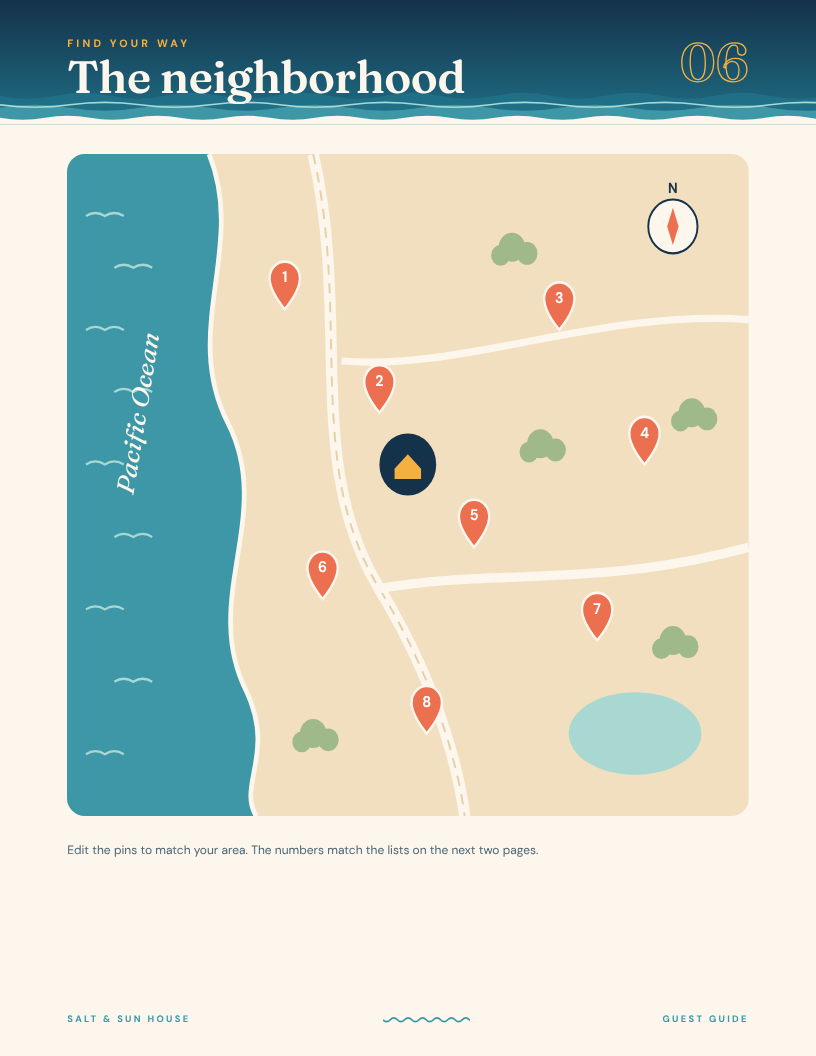 FIND YOUR WAY
The neighborhood
06
N
1
3
2
Pacific Ocean
4
5
6
7
8
Edit the pins to match your area. The numbers match the lists on the next two pages.
SALT & SUN HOUSE
GUEST GUIDE